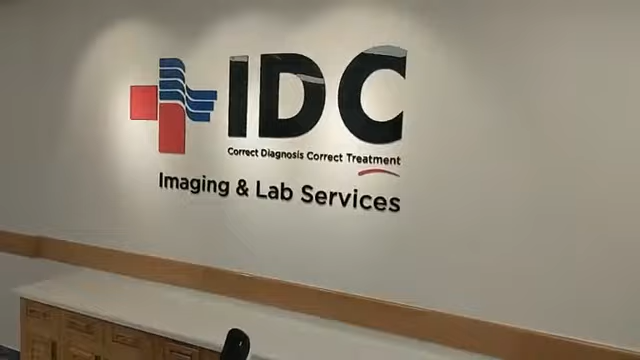 IDC
Correct Diagnosis Correct Treatment
Imaging & Lab Services